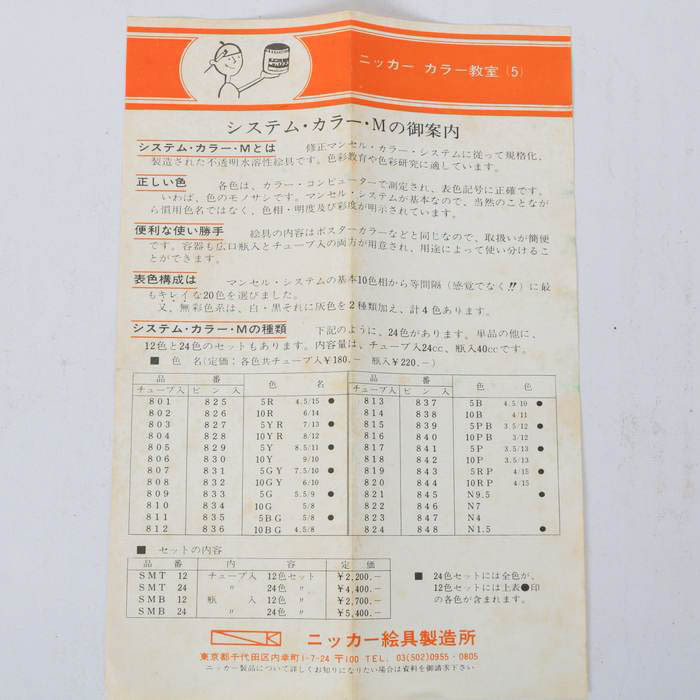 ニッカー カラー教室(5)
システム・カラー・Mの御案内
システム・カラー・Mとは 修正マンセル・カラー・システムに従って規格化、
製造された不透明水溶性絵具です。色彩教育や色彩研究に適しています。
正しい色 各色は、カラー・コンピューターで測定され、表色記号に正確です。
いわば、色のモノサシです。マンセル・システムが基本なので、当然のことなが
ら慣用色名ではなく、色相・明度及び彩度が明示されています。
便利な使い勝手 絵具の内容はポスターカラーなどと同じなので、取扱いが簡便
です。容器も広口瓶入とチューブ入の両方が用意され、用途によって使い分けるこ
とができます。
表色構成は マンセル・システムの基本10色相から等間隔(感覚でなく!!)に最
もキレイな20色を選びました。
又、無彩色系は、白・黒それに灰色を2種類加え、計4色あります。
システム・カラー・Mの種類 下記のように、24色があります。単品の他に、
12色と24色のセットもあります。内容量は、チューブ入24cc、瓶入40ccです。
■ 色 名(定価:各色共チューブ入¥180.− 瓶入¥220.−)
品 番 色 名 品 番 色 色
チューブ入 ビン入 チューブ入 ビン入
801 825 5R 4.5/15 ● 813 837 5B 4.5/10 ●
802 826 10R 6/14 814 838 10B 4/11
803 827 5YR 7/13 ● 815 839 5PB 3.5/12 ●
804 828 10YR 8/12 816 840 10PB 3/12
805 829 5Y 8.5/11 ● 817 841 5P 3.5/13 ●
806 830 10Y 9/10 818 842 10P 3.5/13
807 831 5GY 7.5/10 ● 819 843 5RP 4/15 ●
808 832 10GY 6/10 820 844 10RP 4/15
809 833 5G 5.5/9 ● 821 845 N9.5 ●
810 834 10G 5/8 822 846 N7
811 835 5BG 5/8 ● 823 847 N4
812 836 10BG 4.5/8 824 848 N1.5 ●
■ セットの内容
品 番 内 容 定 価
SMT 12 チューブ入 12色セット ¥2,200.−
SMT 24 〃 24色 〃 ¥4,400.−
SMB 12 瓶 入 12色 〃 ¥2,700.−
SMB 24 〃 24色 〃 ¥5,400.−
■ 24色セットには全色が、
12色セットには上表●印
の各色が含まれます。
ニッカー絵具製造所
東京都千代田区内幸町1-7-24 〒100 TEL. 03(502)0955・0805
ニッカー製品について詳しくお知りになりたい場合は資料を御請求下さい